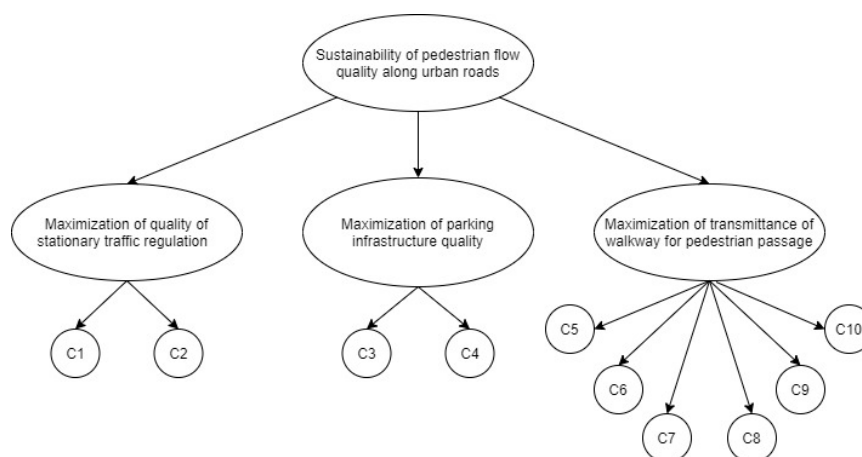 Sustainability of pedestrian flow
quality along urban roads
Maximization of quality of
stationary traffic regulation
Maximization of parking
infrastructure quality
Maximization of transmittance of
walkway for pedestrian passage
C1
C2
C3
C4
C5
C6
C7
C8
C9
C10